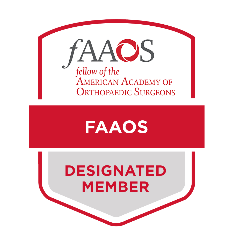 fAAOS
fellow of the
AMERICAN ACADEMY OF
ORTHOPAEDIC SURGEONS
FAAOS
DESIGNATED
MEMBER